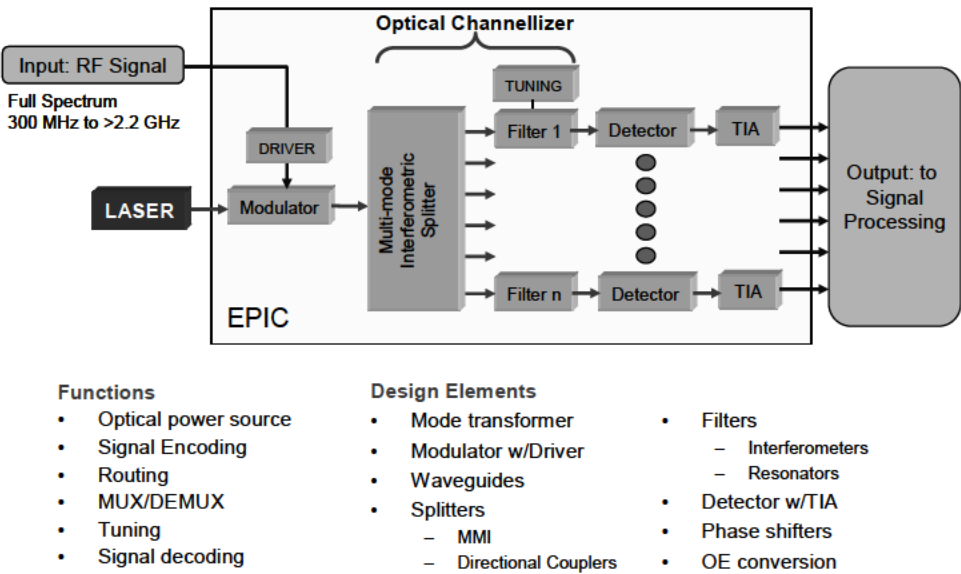 Optical Channellizer
Input: RF Signal
Full Spectrum
300 MHz to >2.2 GHz
TUNING
DRIVER
Filter 1
Detector
TIA
LASER
Modulator
Multi-mode
Interferometric
Splitter
Output: to
Signal
Processing
Filter n
Detector
TIA
EPIC
Functions
• Optical power source
• Signal Encoding
• Routing
• MUX/DEMUX
• Tuning
• Signal decoding
Design Elements
• Mode transformer
• Modulator w/Driver
• Waveguides
• Splitters
– MMI
– Directional Couplers
• Filters
– Interferometers
– Resonators
• Detector w/TIA
• Phase shifters
• OE conversion